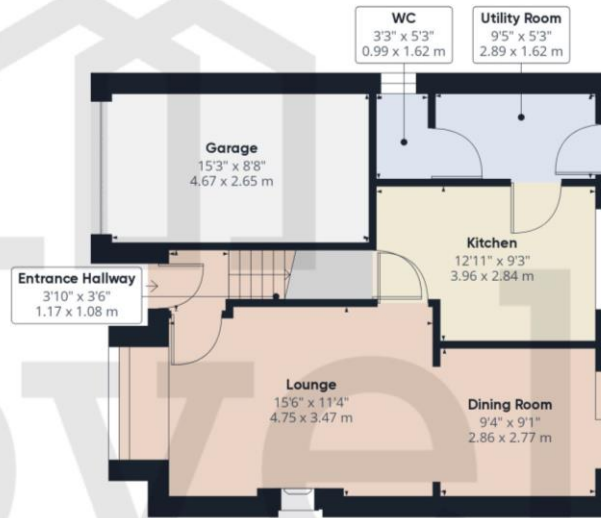 WC
3'3" x 5'3"
0.99 x 1.62 m
Utility Room
9'5" x 5'3"
2.89 x 1.62 m
Garage
15'3" x 8'8"
4.67 x 2.65 m
Kitchen
12'11" x 9'3"
3.96 x 2.84 m
Entrance Hallway
3'10" x 3'6"
1.17 x 1.08 m
Lounge
15'6" x 11'4"
4.75 x 3.47 m
Dining Room
9'4" x 9'1"
2.86 x 2.77 m